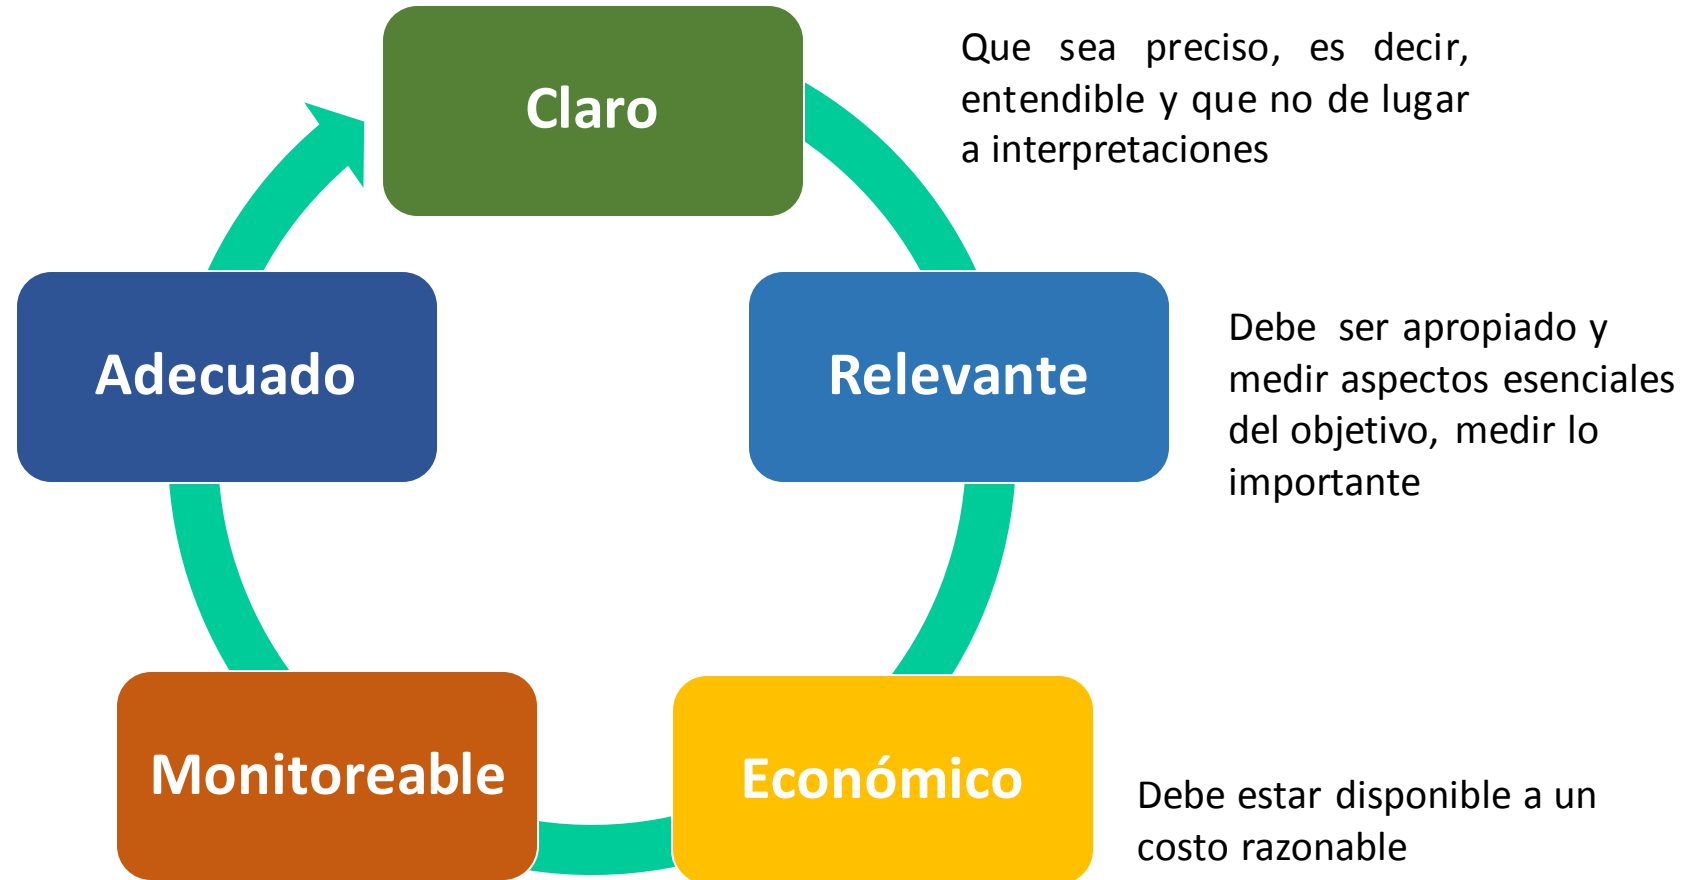 Claro
Que sea preciso, es decir,
entendible y que no de lugar
a interpretaciones
Adecuado
Relevante
Debe ser apropiado y
medir aspectos esenciales
del objetivo, medir lo
importante
Monitoreable
Económico
Debe estar disponible a un
costo razonable